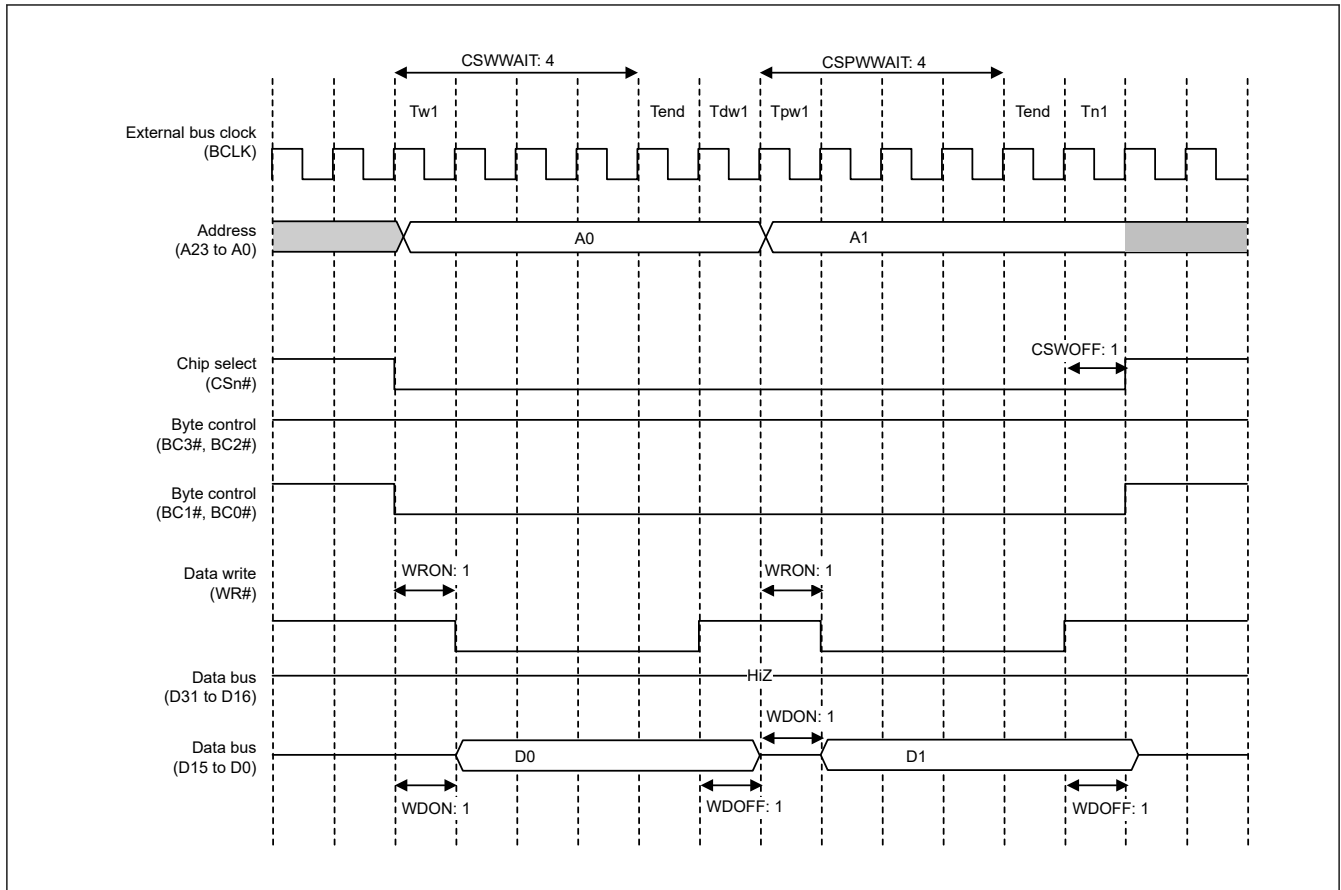 CSWWAIT: 4
CSPWWAIT: 4
Tw1
Tend
Tdw1
Tpw1
Tend
Tn1
External bus clock
(BCLK)
Address
(A23 to A0)
A0
A1
Chip select
(CSn#)
CSWOFF: 1
Byte control
(BC3#, BC2#)
Byte control
(BC1#, BC0#)
Data write
(WR#)
WRON: 1
WRON: 1
Data bus
(D31 to D16)
HiZ
WDON: 1
Data bus
(D15 to D0)
D0
D1
WDON: 1
WDOFF: 1
WDOFF: 1